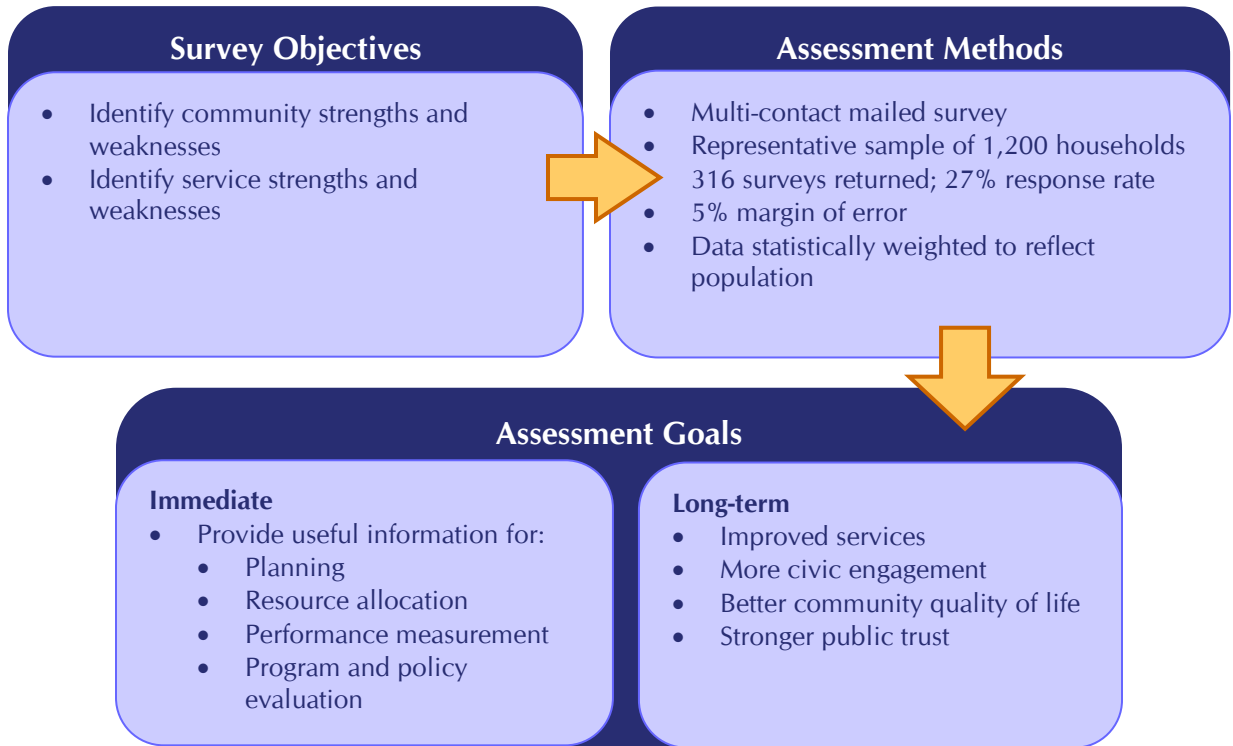 Survey Objectives
• Identify community strengths and
weaknesses
• Identify service strengths and
weaknesses
Assessment Methods
• Multi-contact mailed survey
• Representative sample of 1,200 households
316 surveys returned; 27% response rate
• 5% margin of error
• Data statistically weighted to reflect
population
Assessment Goals
Immediate
• Provide useful information for:
• Planning
• Resource allocation
• Performance measurement
• Program and policy
evaluation
Long-term
• Improved services
• More civic engagement
• Better community quality of life
• Stronger public trust